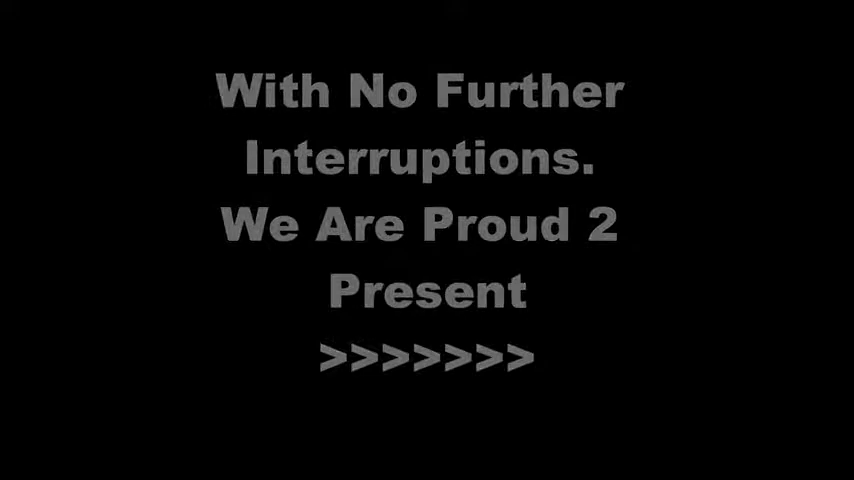 With No Further
Interruptions.
We Are Proud 2
Present
>>>>>>>